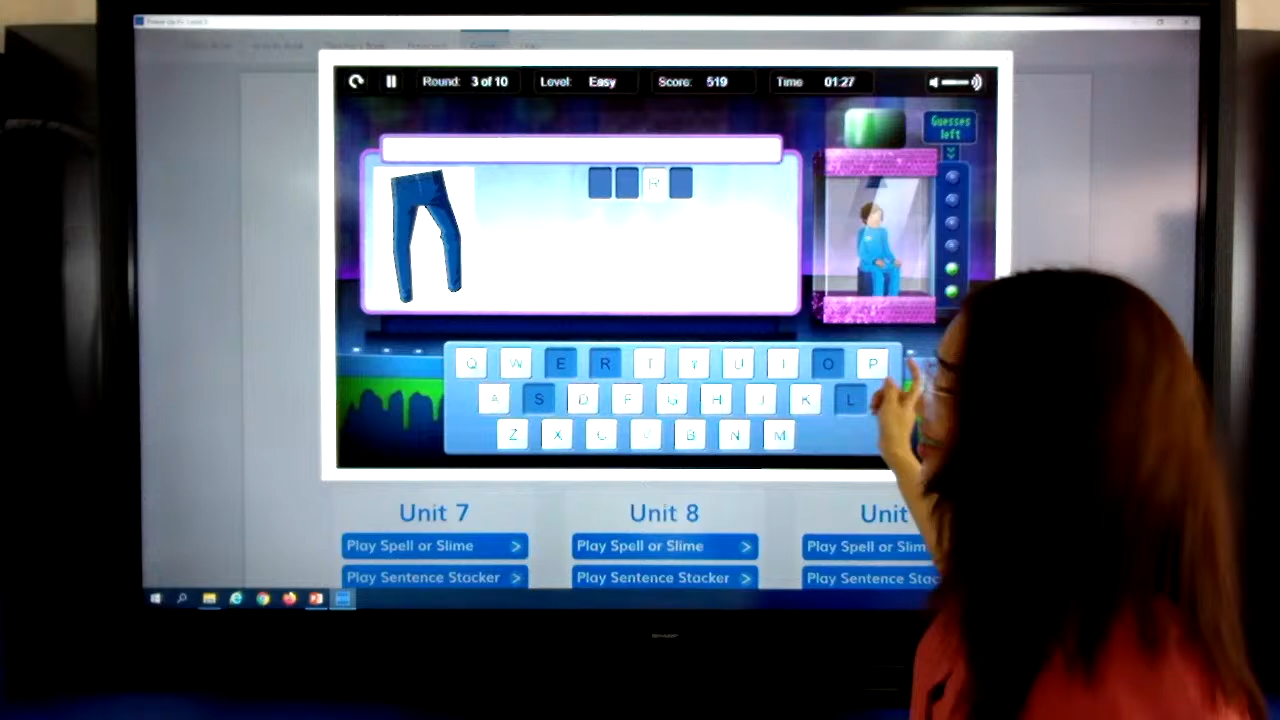 Round: 3 of 10 Level: Easy Score: 519 Time 01:27
Guesses
left
R
Q W E R T Y U I O P
A S D F G H J K L
Z X C V B N M
Unit 7 Unit 8 Unit
Play Spell or Slime > Play Spell or Slime > Play Spell or Slim
Play Sentence Stacker > Play Sentence Stacker > Play Sentence Stac
SHARP